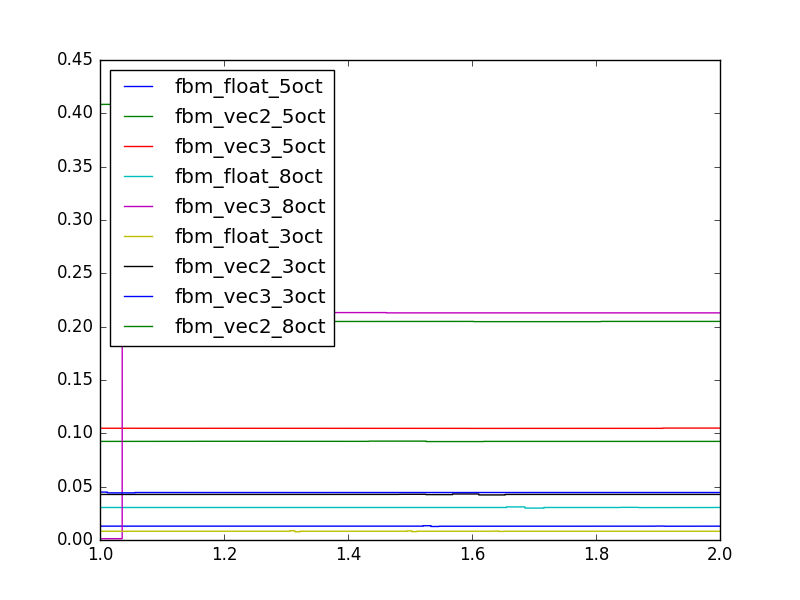 0.45
0.40
0.35
0.30
0.25
0.20
0.15
0.10
0.05
0.00
fbm_float_5oct
fbm_vec2_5oct
fbm_vec3_5oct
fbm_float_8oct
fbm_vec3_8oct
fbm_float_3oct
fbm_vec2_3oct
fbm_vec3_3oct
fbm_vec2_8oct
1.0 1.2 1.4 1.6 1.8 2.0